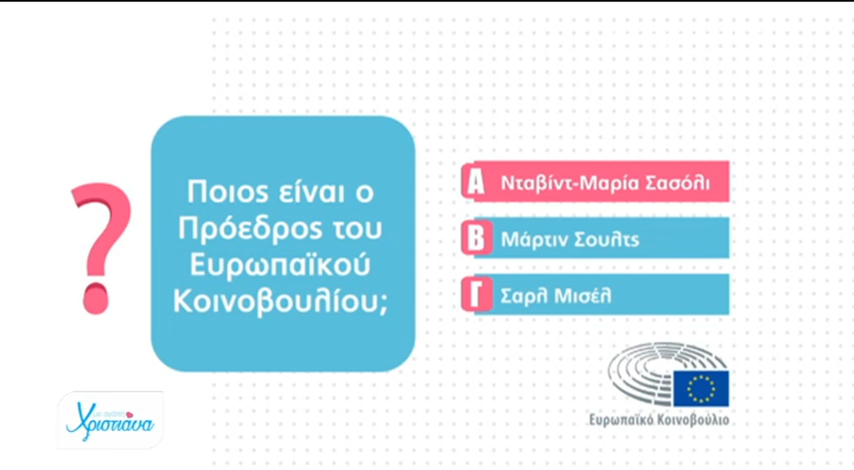 ?
Ποιος είναι ο
Πρόεδρος του
Ευρωπαϊκού
Κοινοβουλίου;
Α Νταβίντ-Μαρία Σασόλι
Β Μάρτιν Σουλτς
Γ Σαρλ Μισέλ
Ευρωπαϊκό Κοινοβούλιο
Χριστιάνα